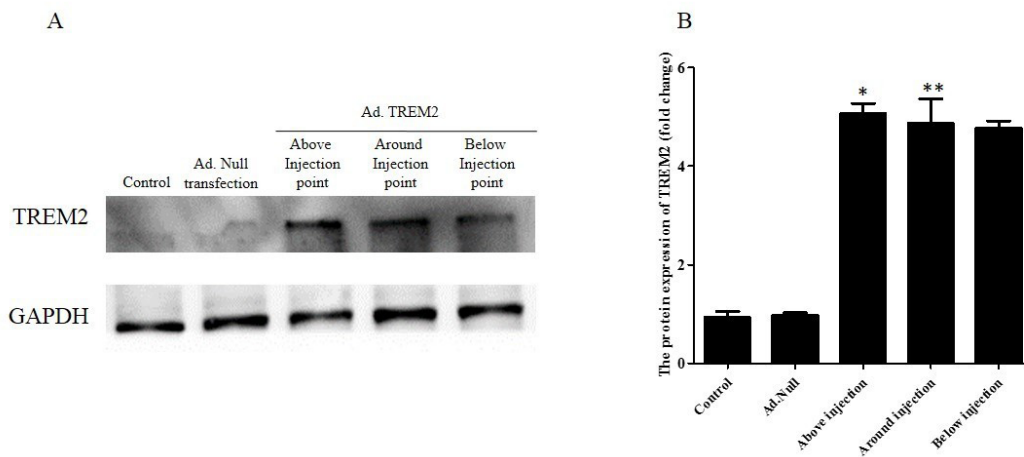 A
Ad. TREM2
Control
Ad. Null
transfection
Above
Injection
point
Around
Injection
point
Below
Injection
point
TREM2
GAPDH
B
The protein expression of TREM2 (fold change)
6
4
2
0
*
**
Control
Ad.Null
Above injection
Around injection
Below injection